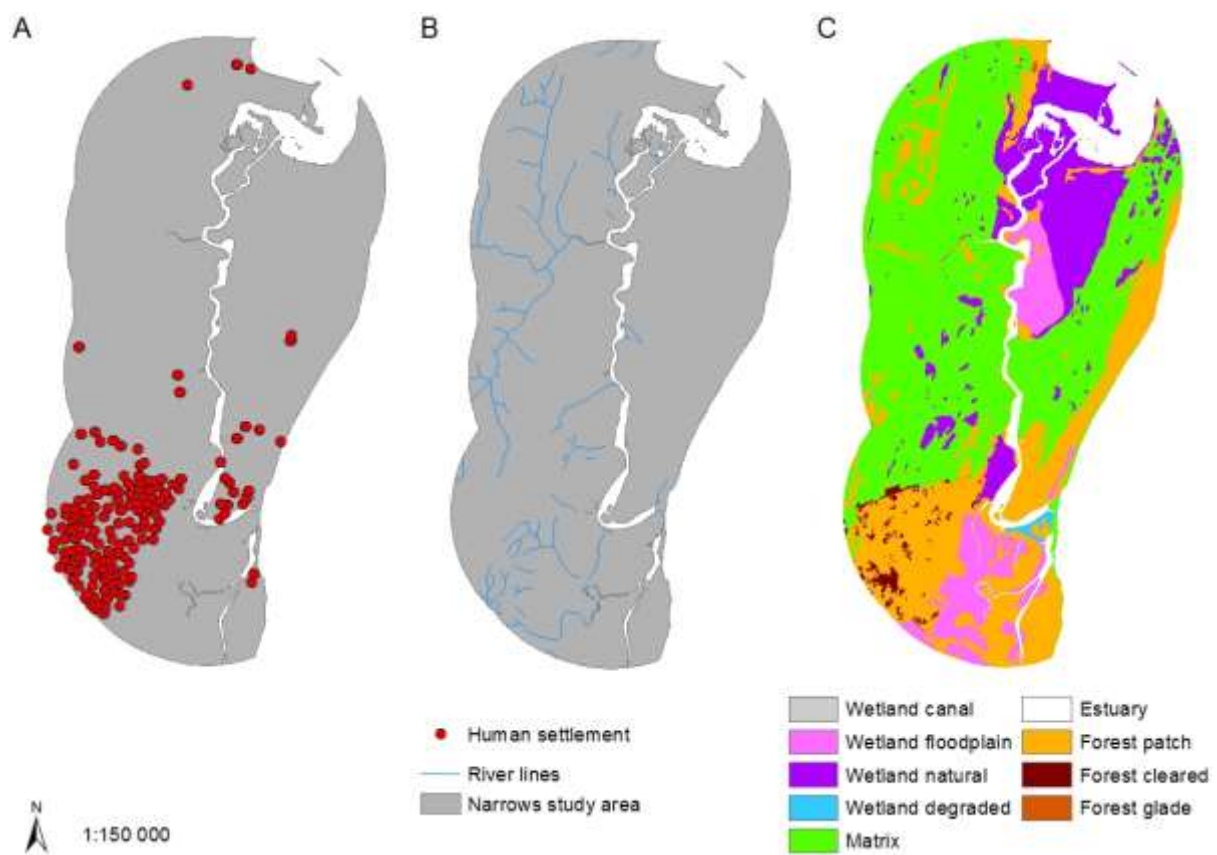 A
B
C
Human settlement
River lines
Narrows study area
N
1:150 000
Wetland canal
Wetland floodplain
Wetland natural
Wetland degraded
Matrix
Estuary
Forest patch
Forest cleared
Forest glade